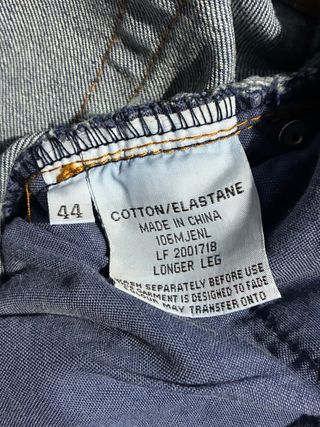 44
COTTON/ELASTANE
MADE IN CHINA
106MJENL
LF 2001718
LONGER LEG
SEPARATELY BEFORE USE
GARMENT IS DESIGNED TO FADE
MAY TRANSFER ONTO